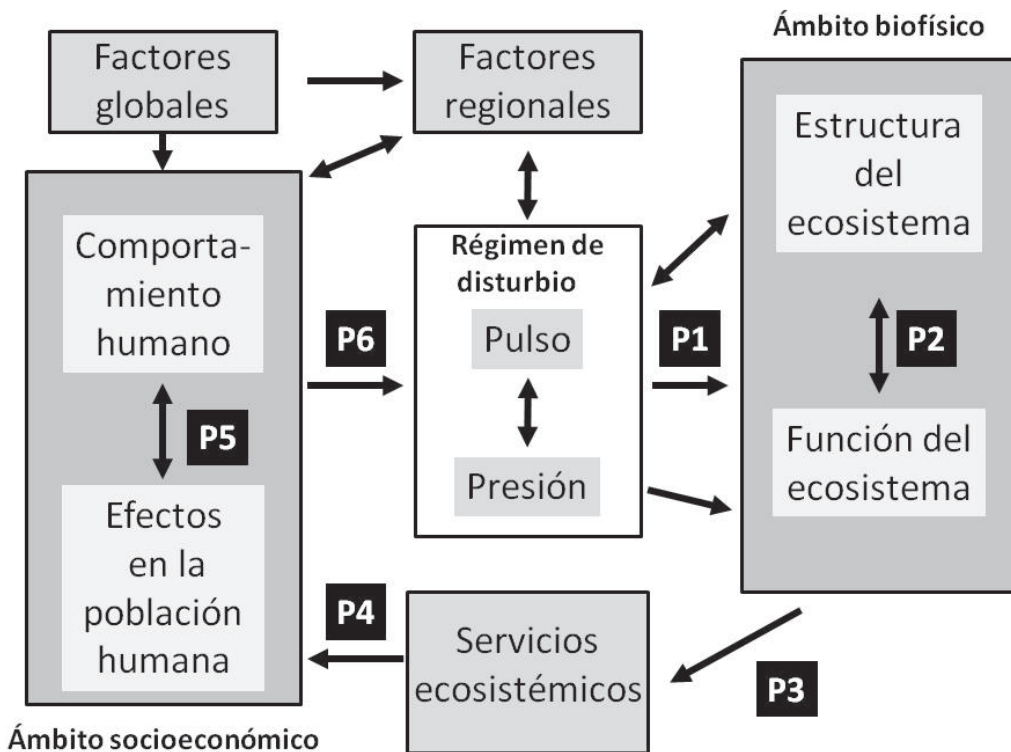 Factores
globales
Factores
regionales
Ámbito biofísico
Estructura
del
ecosistema
Comporta-
miento
humano
Régimen de
disturbio
Pulso
P6
P1
P2
P5
Presión
Función del
ecosistema
Efectos
en la
población
humana
P4
Servicios
ecosistémicos
P3
Ámbito socioeconómico